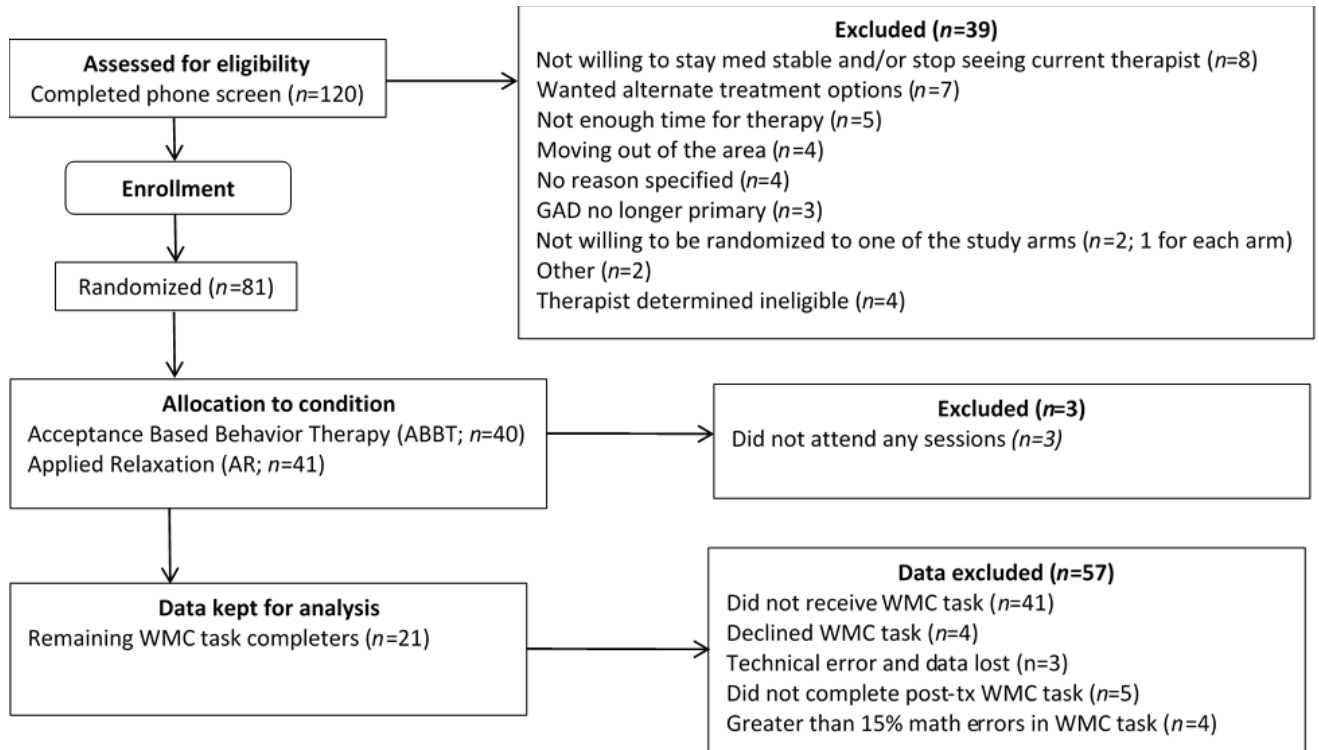 Assessed for eligibility
Completed phone screen (n=120)
Excluded (n=39)
Not willing to stay med stable and/or stop seeing current therapist (n=8)
Wanted alternate treatment options (n=7)
Not enough time for therapy (n=5)
Moving out of the area (n=4)
No reason specified (n=4)
GAD no longer primary (n=3)
Not willing to be randomized to one of the study arms (n=2; 1 for each arm)
Other (n=2)
Therapist determined ineligible (n=4)
Enrollment
Randomized (n=81)
Allocation to condition
Acceptance Based Behavior Therapy (ABBT; n=40)
Applied Relaxation (AR; n=41)
Excluded (n=3)
Did not attend any sessions (n=3)
Data kept for analysis
Remaining WMC task completers (n=21)
Data excluded (n=57)
Did not receive WMC task (n=41)
Declined WMC task (n=4)
Technical error and data lost (n=3)
Did not complete post-tx WMC task (n=5)
Greater than 15% math errors in WMC task (n=4)